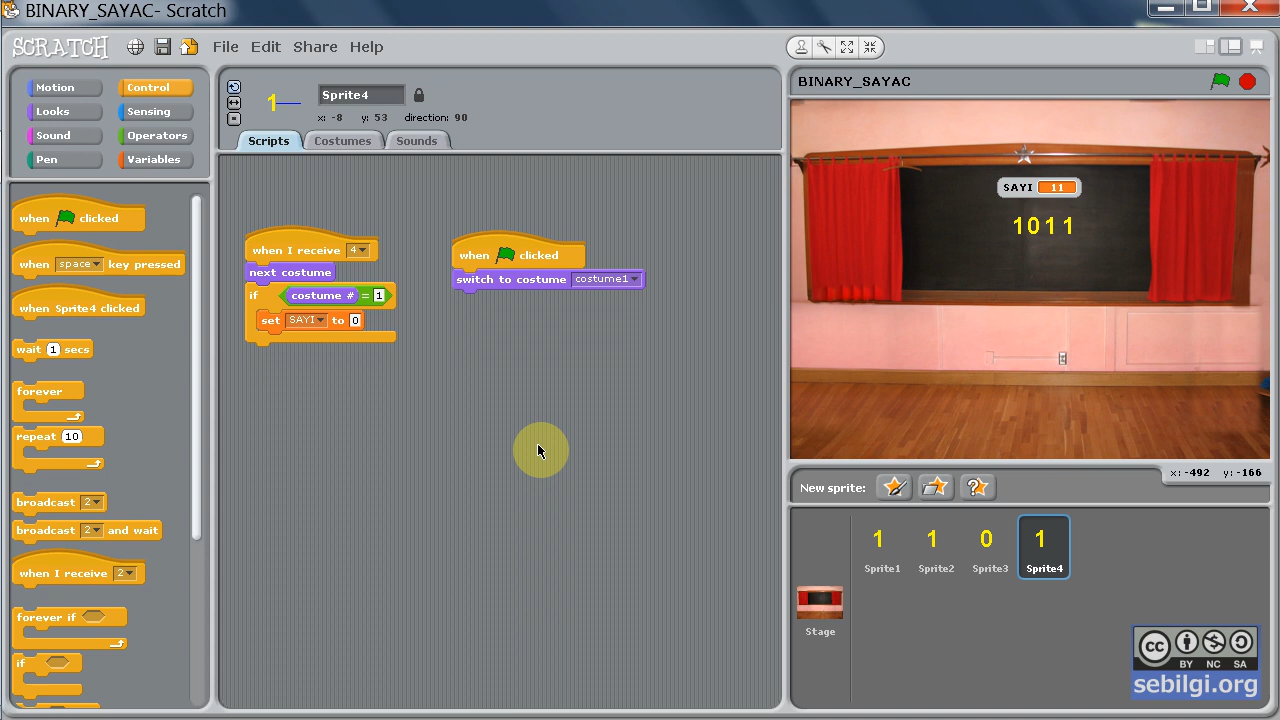 BINARY_SAYAC- Scratch
SCRATCH File Edit Share Help
Motion Control
Looks Sensing
Sound Operators
Pen Variables
when clicked
when space key pressed
when Sprite4 clicked
wait 1 secs
forever
repeat 10
broadcast 2
broadcast 2 and wait
when I receive 2
forever if
if
1
Sprite4
x: -8 y: 53 direction: 90
Scripts Costumes Sounds
when I receive 4
next costume
if costume # = 1
set SAYI to 0
when clicked
switch to costume costume1
BINARY_SAYAC
SAYI 11
1011
x: -492 y: -166
New sprite:
1 1 0 1
Sprite1 Sprite2 Sprite3 Sprite4
Stage
cc
BY NC SA
sebilgi.org